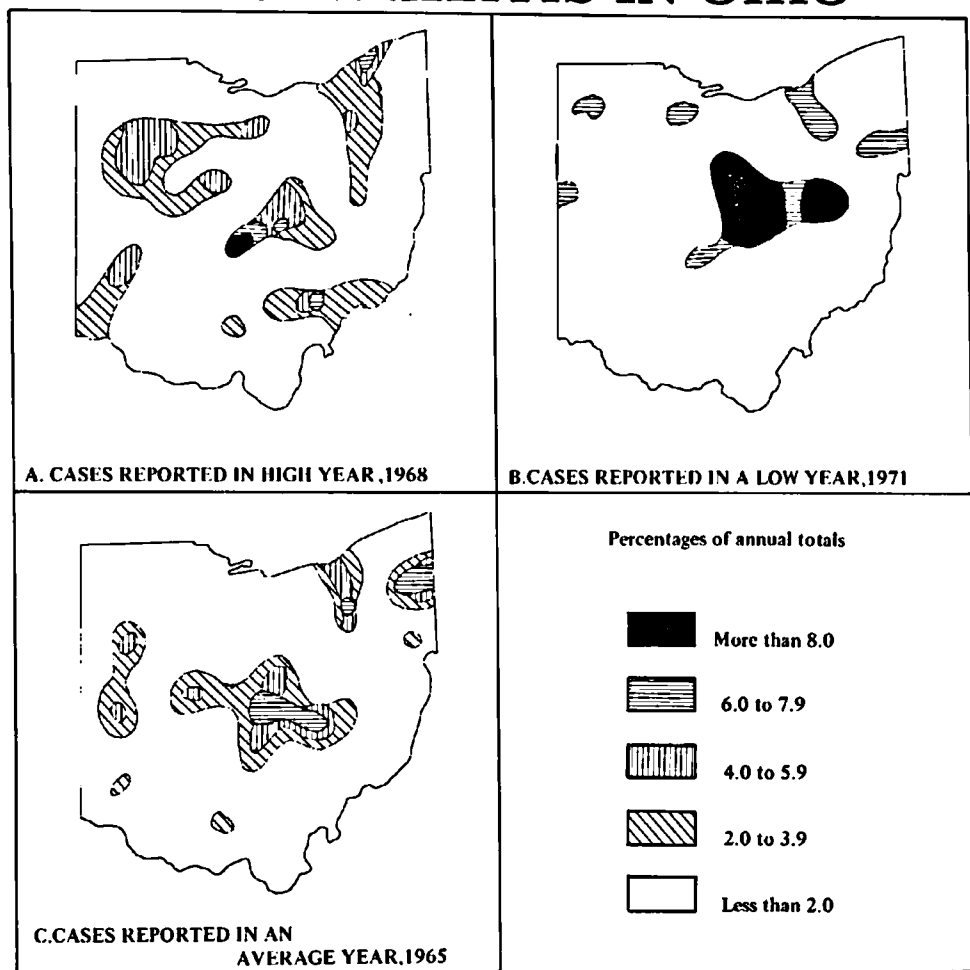 IN OHIO
A. CASES REPORTED IN HIGH YEAR,1968
B.CASES REPORTED IN A LOW YEAR,1971
C.CASES REPORTED IN AN
AVERAGE YEAR,1965
Percentages of annual totals
More than 8.0
6.0 to 7.9
4.0 to 5.9
2.0 to 3.9
Less than 2.0